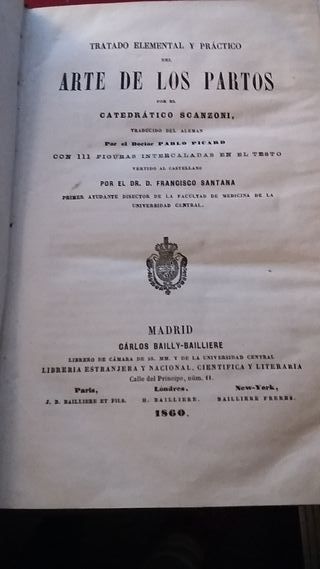 TRATADO ELEMENTAL Y PRÁCTICO
DEL
ARTE DE LOS PARTOS
POR EL
CATEDRÁTICO SCANZONI,
TRADUCIDO DEL ALEMAN
Por el Doctor PABLO PICARD
CON 111 FIGURAS INTERCALADAS EN EL TESTO
VERTIDO AL CASTELLANO
POR EL DR. D. FRANCISCO SANTANA
PRIMER AYUDANTE DIRECTOR DE LA FACULTAD DE MEDICINA DE LA
UNIVERSIDAD CENTRAL.
MADRID
CÁRLOS BAILLY-BAILLIERE
LIBRERO DE CÁMARA DE SS. MM. Y DE LA UNIVERSIDAD CENTRAL
LIBRERIA ESTRANJERA Y NACIONAL, CIENTIFICA Y LITERARIA
Calle del Príncipe, núm. 11.
Paris, Lóndres, New-York,
J. B. BAILLIERE ET FILS. H. BAILLIERE. BAILLIERE FRERES.
1860.